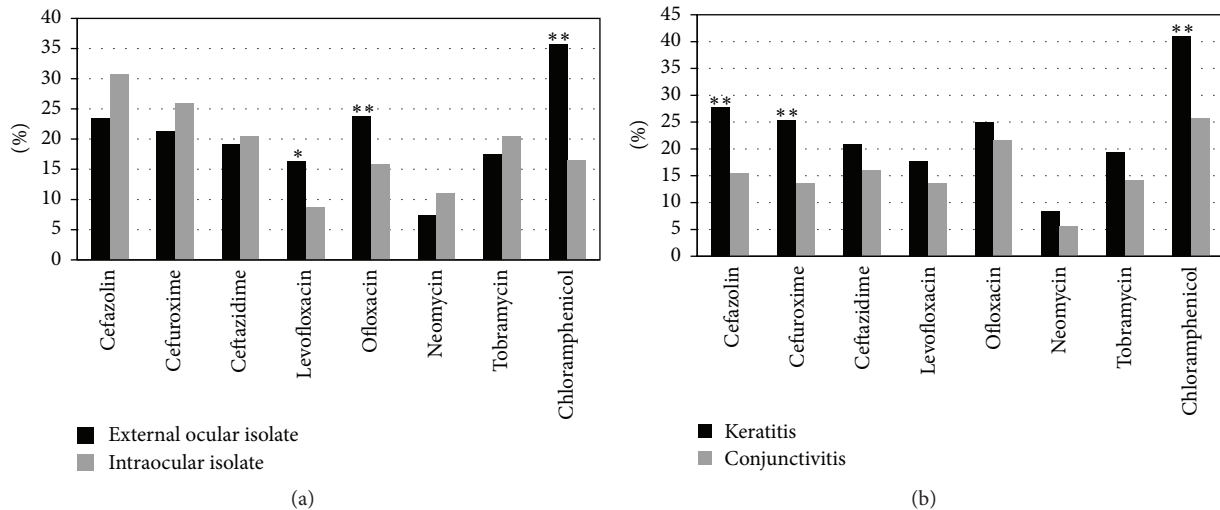 40
35
30
25
20
15
10
5
0
(%)
**
**
*
Cefazolin
Cefuroxime
Ceftazidime
Levofloxacin
Ofloxacin
Neomycin
Tobramycin
Chloramphenicol
External ocular isolate
Intraocular isolate
(a)
45
40
35
30
25
20
15
10
5
0
(%)
**
**
**
Cefazolin
Cefuroxime
Ceftazidime
Levofloxacin
Ofloxacin
Neomycin
Tobramycin
Chloramphenicol
Keratitis
Conjunctivitis
(b)